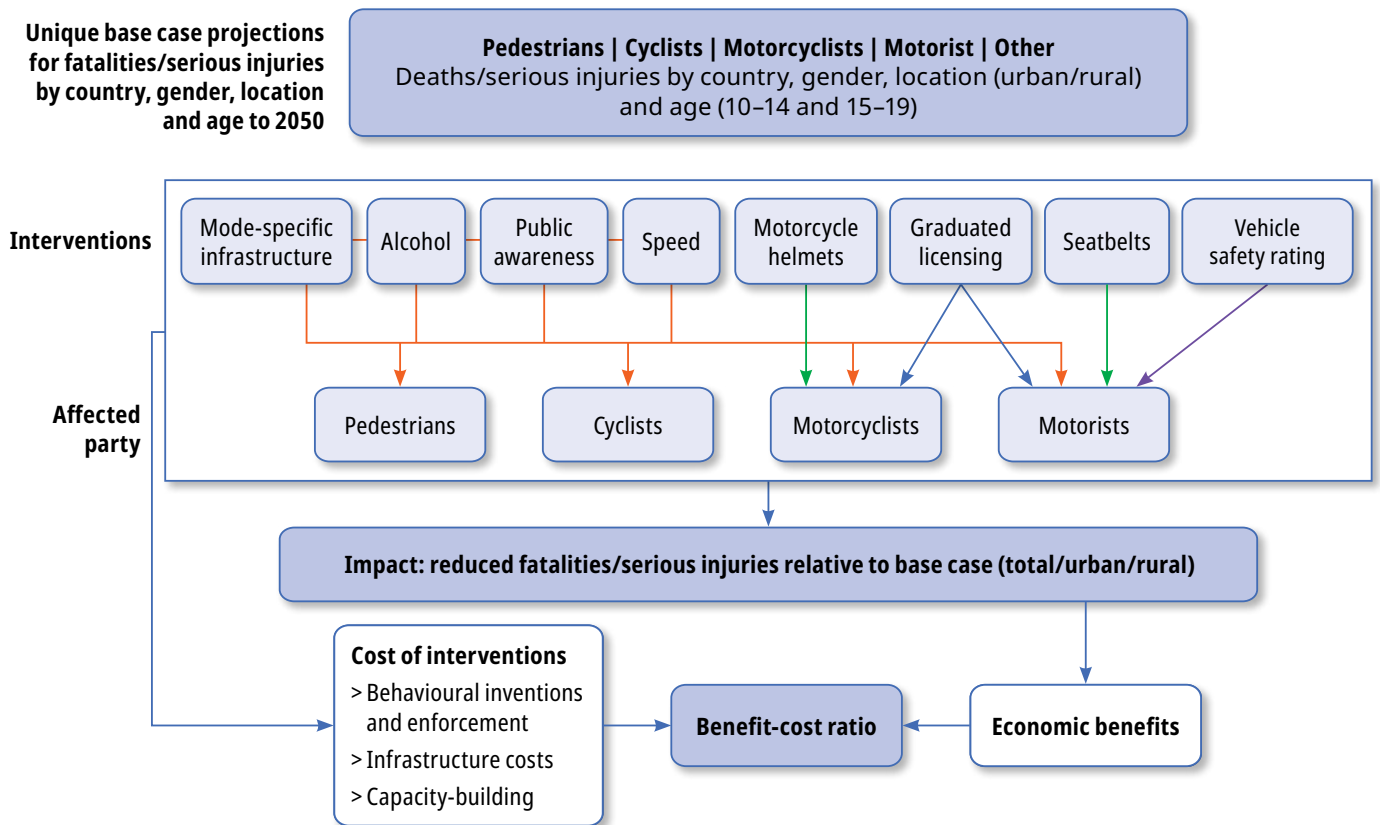 Unique base case projections
for fatalities/serious injuries
by country, gender, location
and age to 2050
Pedestrians | Cyclists | Motorcyclists | Motorist | Other
Deaths/serious injuries by country, gender, location (urban/rural)
and age (10–14 and 15–19)
Interventions
Mode-specific
infrastructure
Alcohol
Public
awareness
Speed
Motorcycle
helmets
Graduated
licensing
Seatbelts
Vehicle
safety rating
Affected
party
Pedestrians
Cyclists
Motorcyclists
Motorists
Impact: reduced fatalities/serious injuries relative to base case (total/urban/rural)
Cost of interventions
> Behavioural inventions
and enforcement
> Infrastructure costs
> Capacity-building
Benefit-cost ratio
Economic benefits